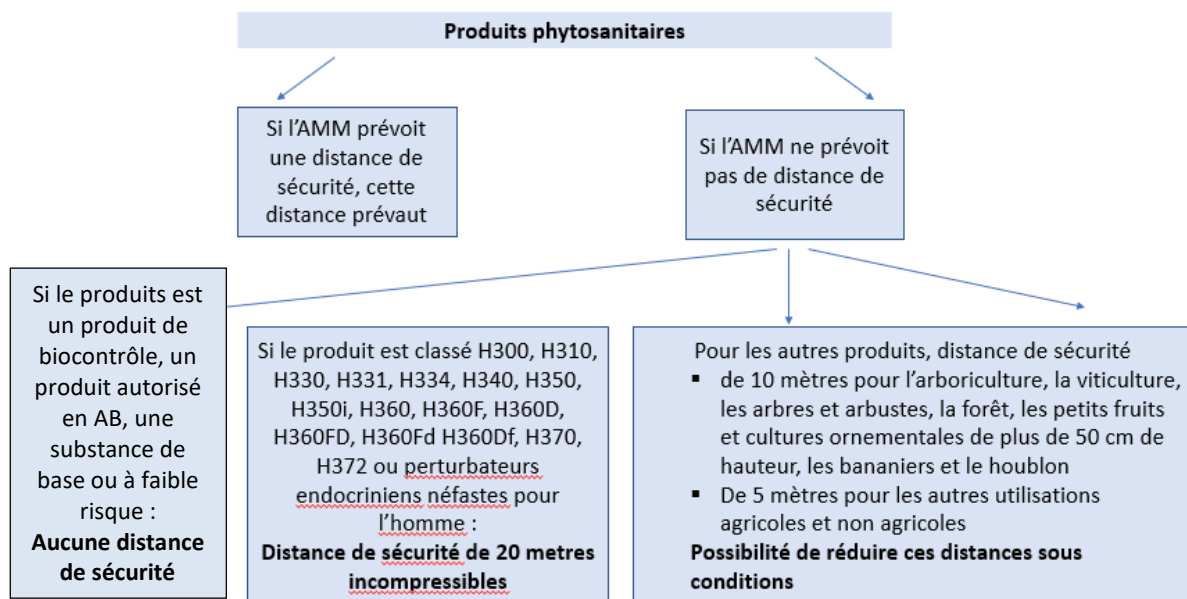 Produits phytosanitaires
Si l’AMM prévoit
une distance de
sécurité, cette
distance prévaut
Si l’AMM ne prévoit
pas de distance de
sécurité
Si le produits est
un produit de
biocontrôle, un
produit autorisé
en AB, une
substance de
base ou à faible
risque :
Aucune distance
de sécurité
Si le produit est classé H300, H310,
H330, H331, H334, H340, H350,
H350i, H360, H360F, H360D,
H360FD, H360Fd H360Df, H370,
H372 ou perturbateurs
endocriniens néfastes pour
l’homme :
Distance de sécurité de 20 metres
incompressibles
Pour les autres produits, distance de sécurité
▪ de 10 mètres pour l’arboriculture, la viticulture,
les arbres et arbustes, la forêt, les petits fruits
et cultures ornementales de plus de 50 cm de
hauteur, les bananiers et le houblon
▪ De 5 mètres pour les autres utilisations
agricoles et non agricoles
Possibilité de réduire ces distances sous
conditions